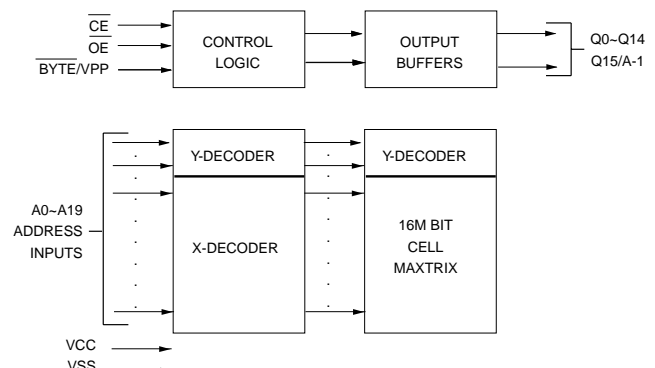 CE
OE
BYTE/VPP
CONTROL
LOGIC
OUTPUT
BUFFERS
Q0~Q14
Q15/A-1
A0~A19
ADDRESS
INPUTS
Y-DECODER
X-DECODER
Y-DECODER
16M BIT
CELL
MAXTRIX
VCC
VSS